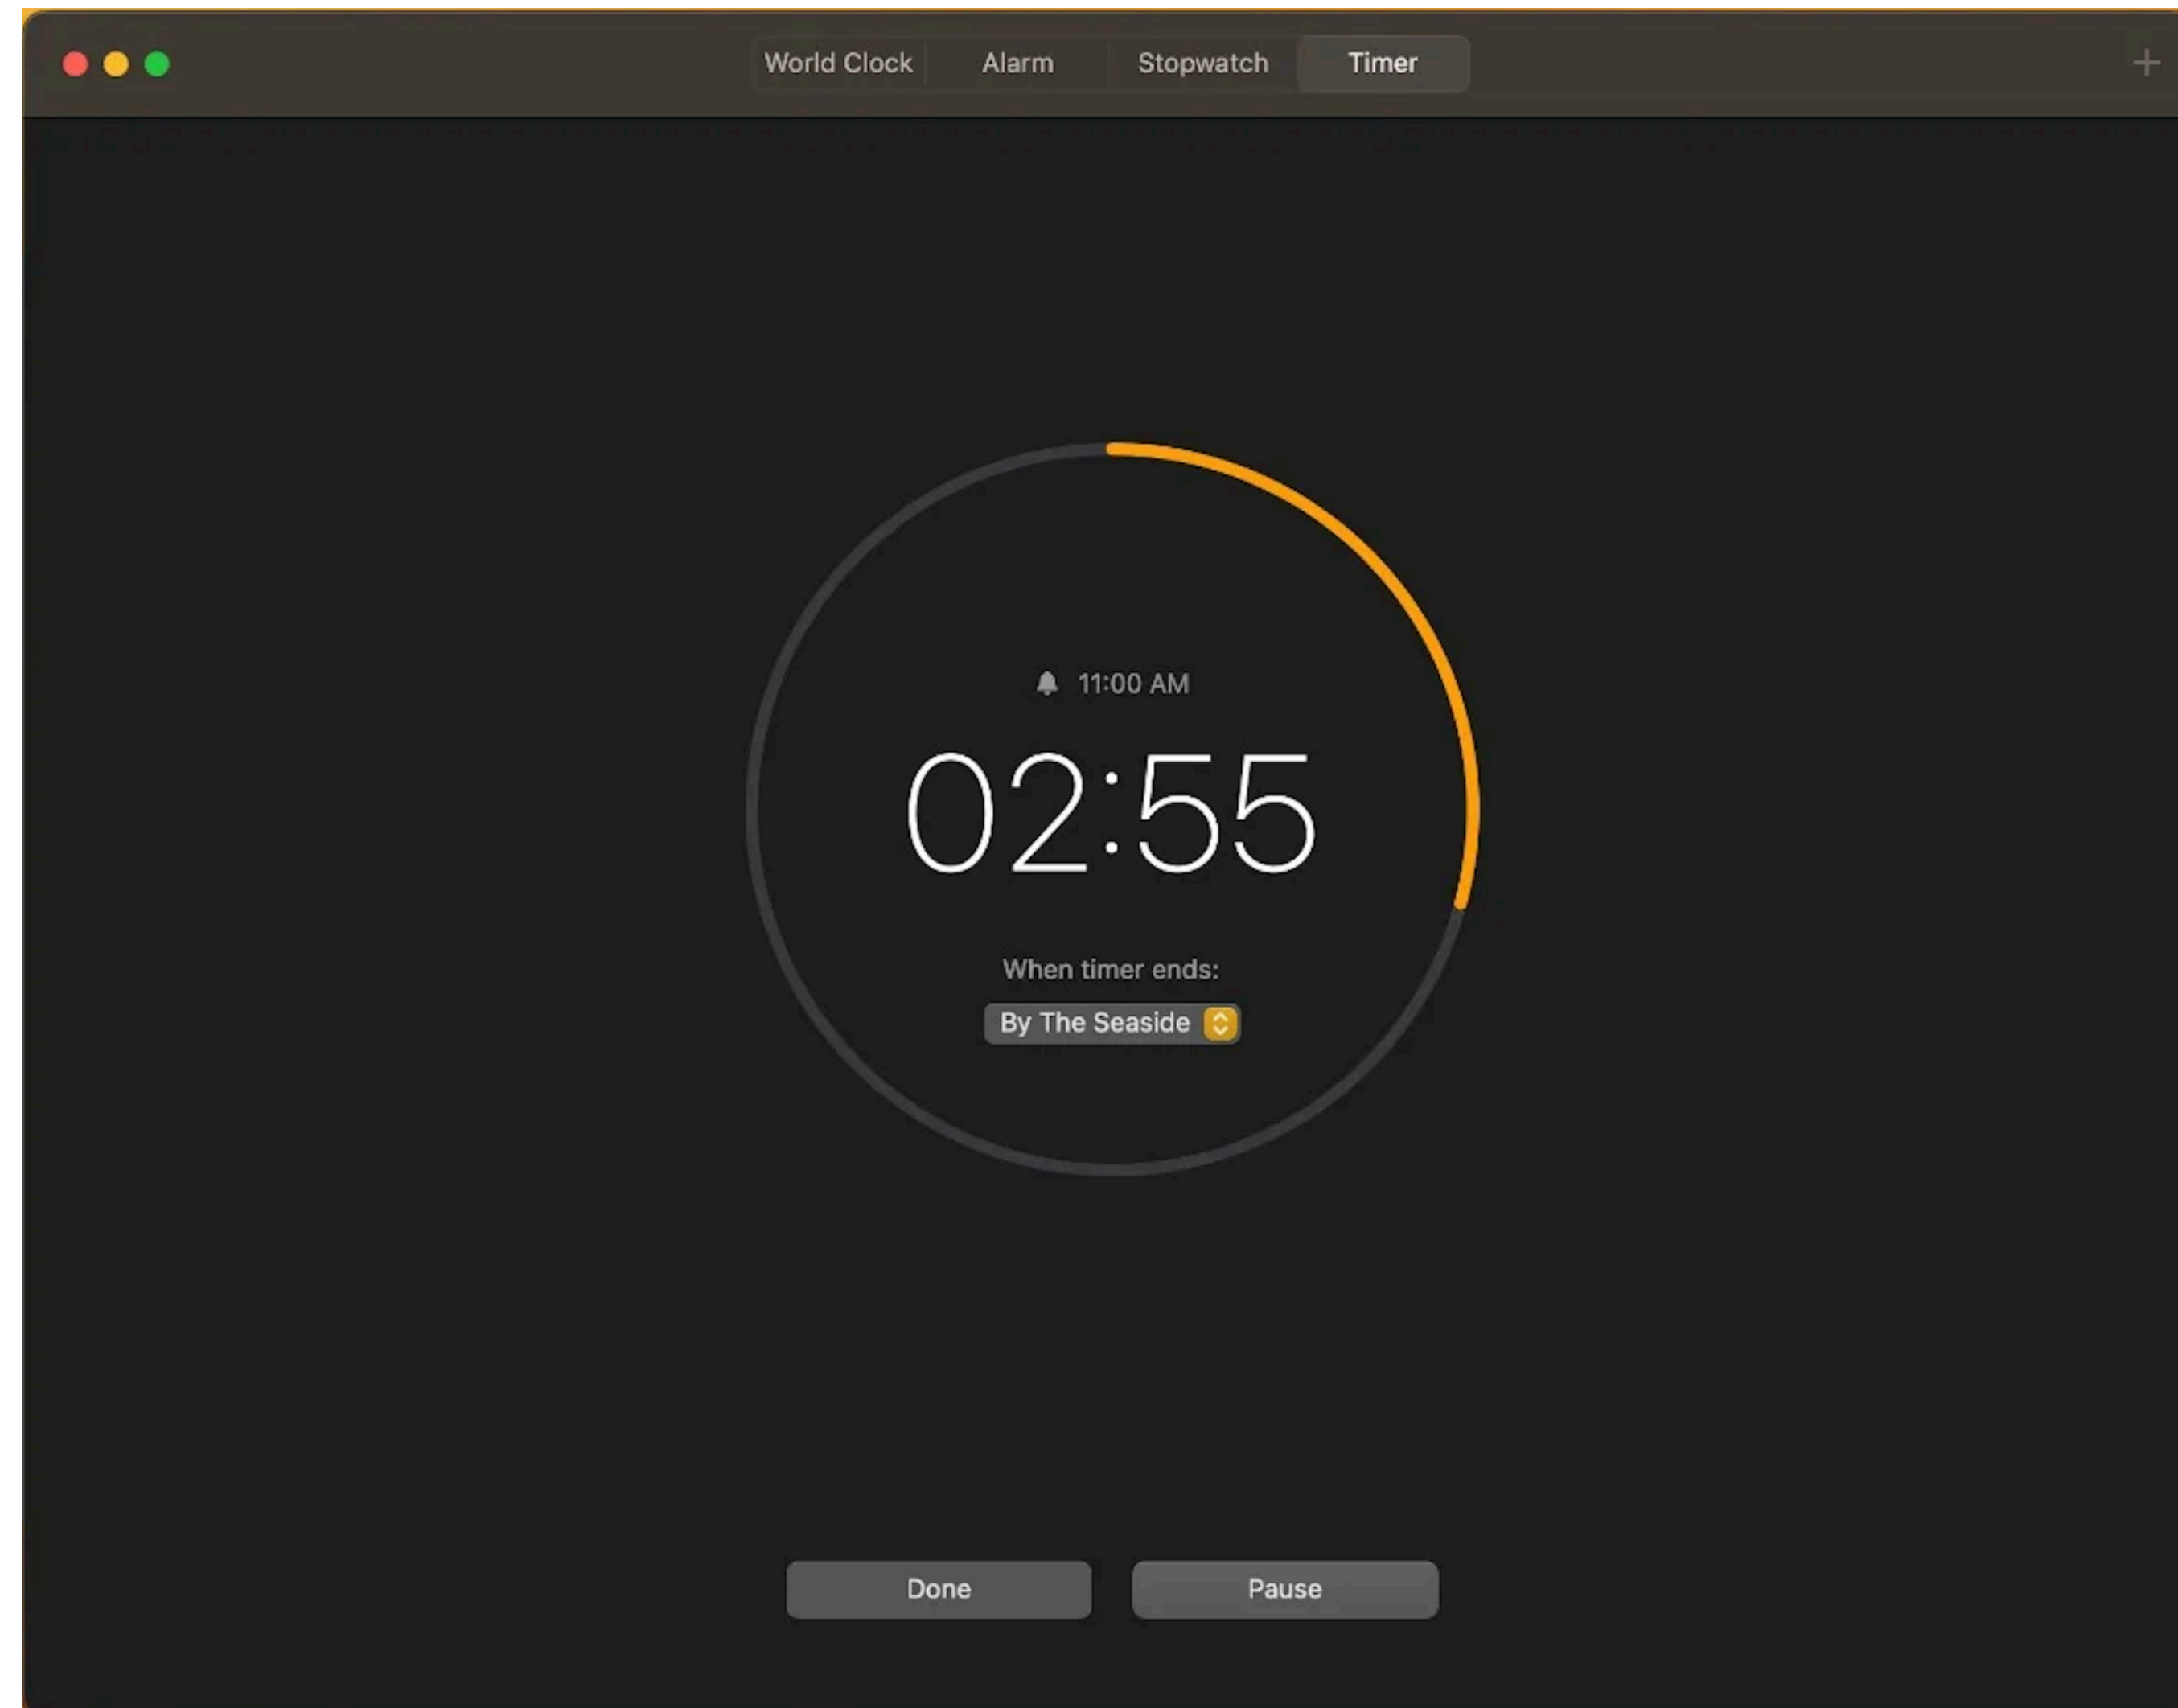 World Clock Alarm Stopwatch Timer
11:00 AM
02:55
When timer ends:
By The Seaside
Done Pause